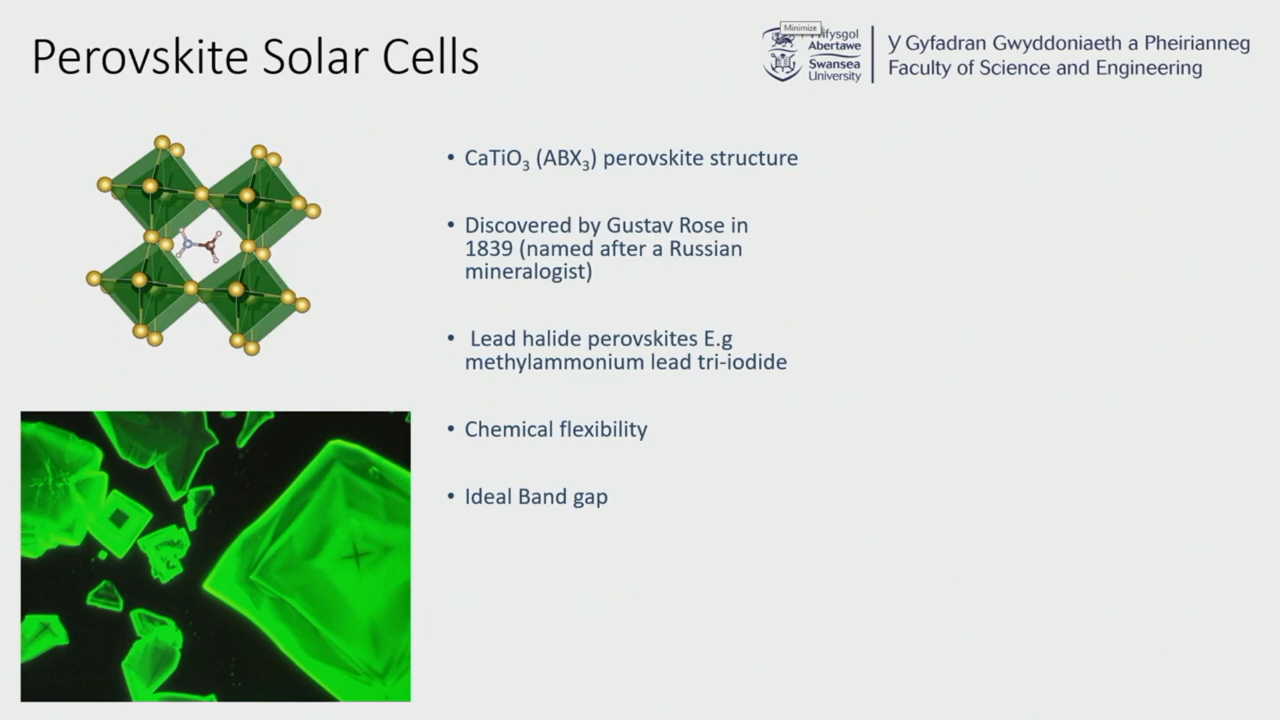 Perovskite Solar Cells
Minimize
Abertawe
Swansea
University
Y Gyfadran Gwyddoniaeth a Pheirianneg
Faculty of Science and Engineering
• CaTiO₃ (ABX₃) perovskite structure
• Discovered by Gustav Rose in
1839 (named after a Russian
mineralogist)
• Lead halide perovskites E.g
methylammonium lead tri-iodide
• Chemical flexibility
• Ideal Band gap